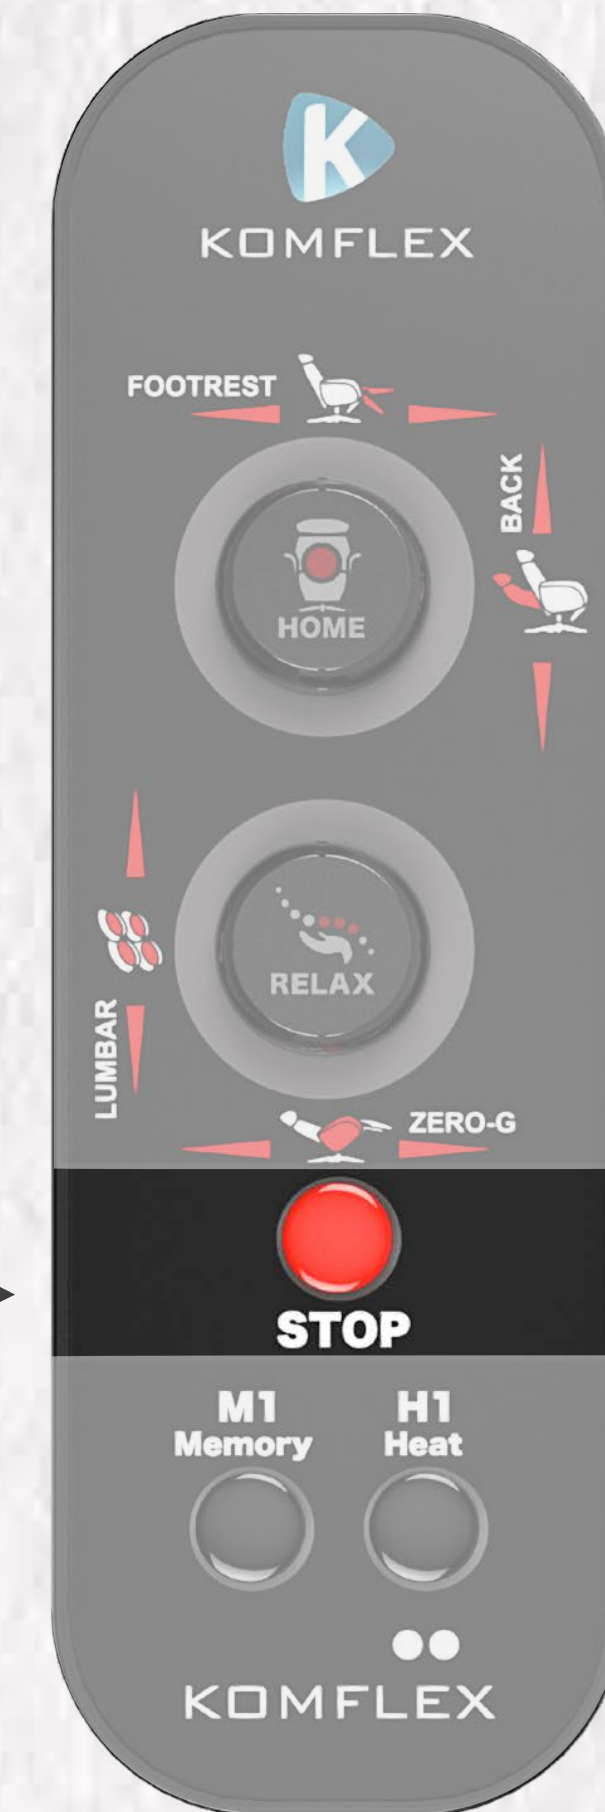 K
KOMFLEX
FOOTREST
BACK
HOME
RELAX
LUMBAR
ZERO-G
STOP
M1
Memory
H1
Heat
KOMFLEX